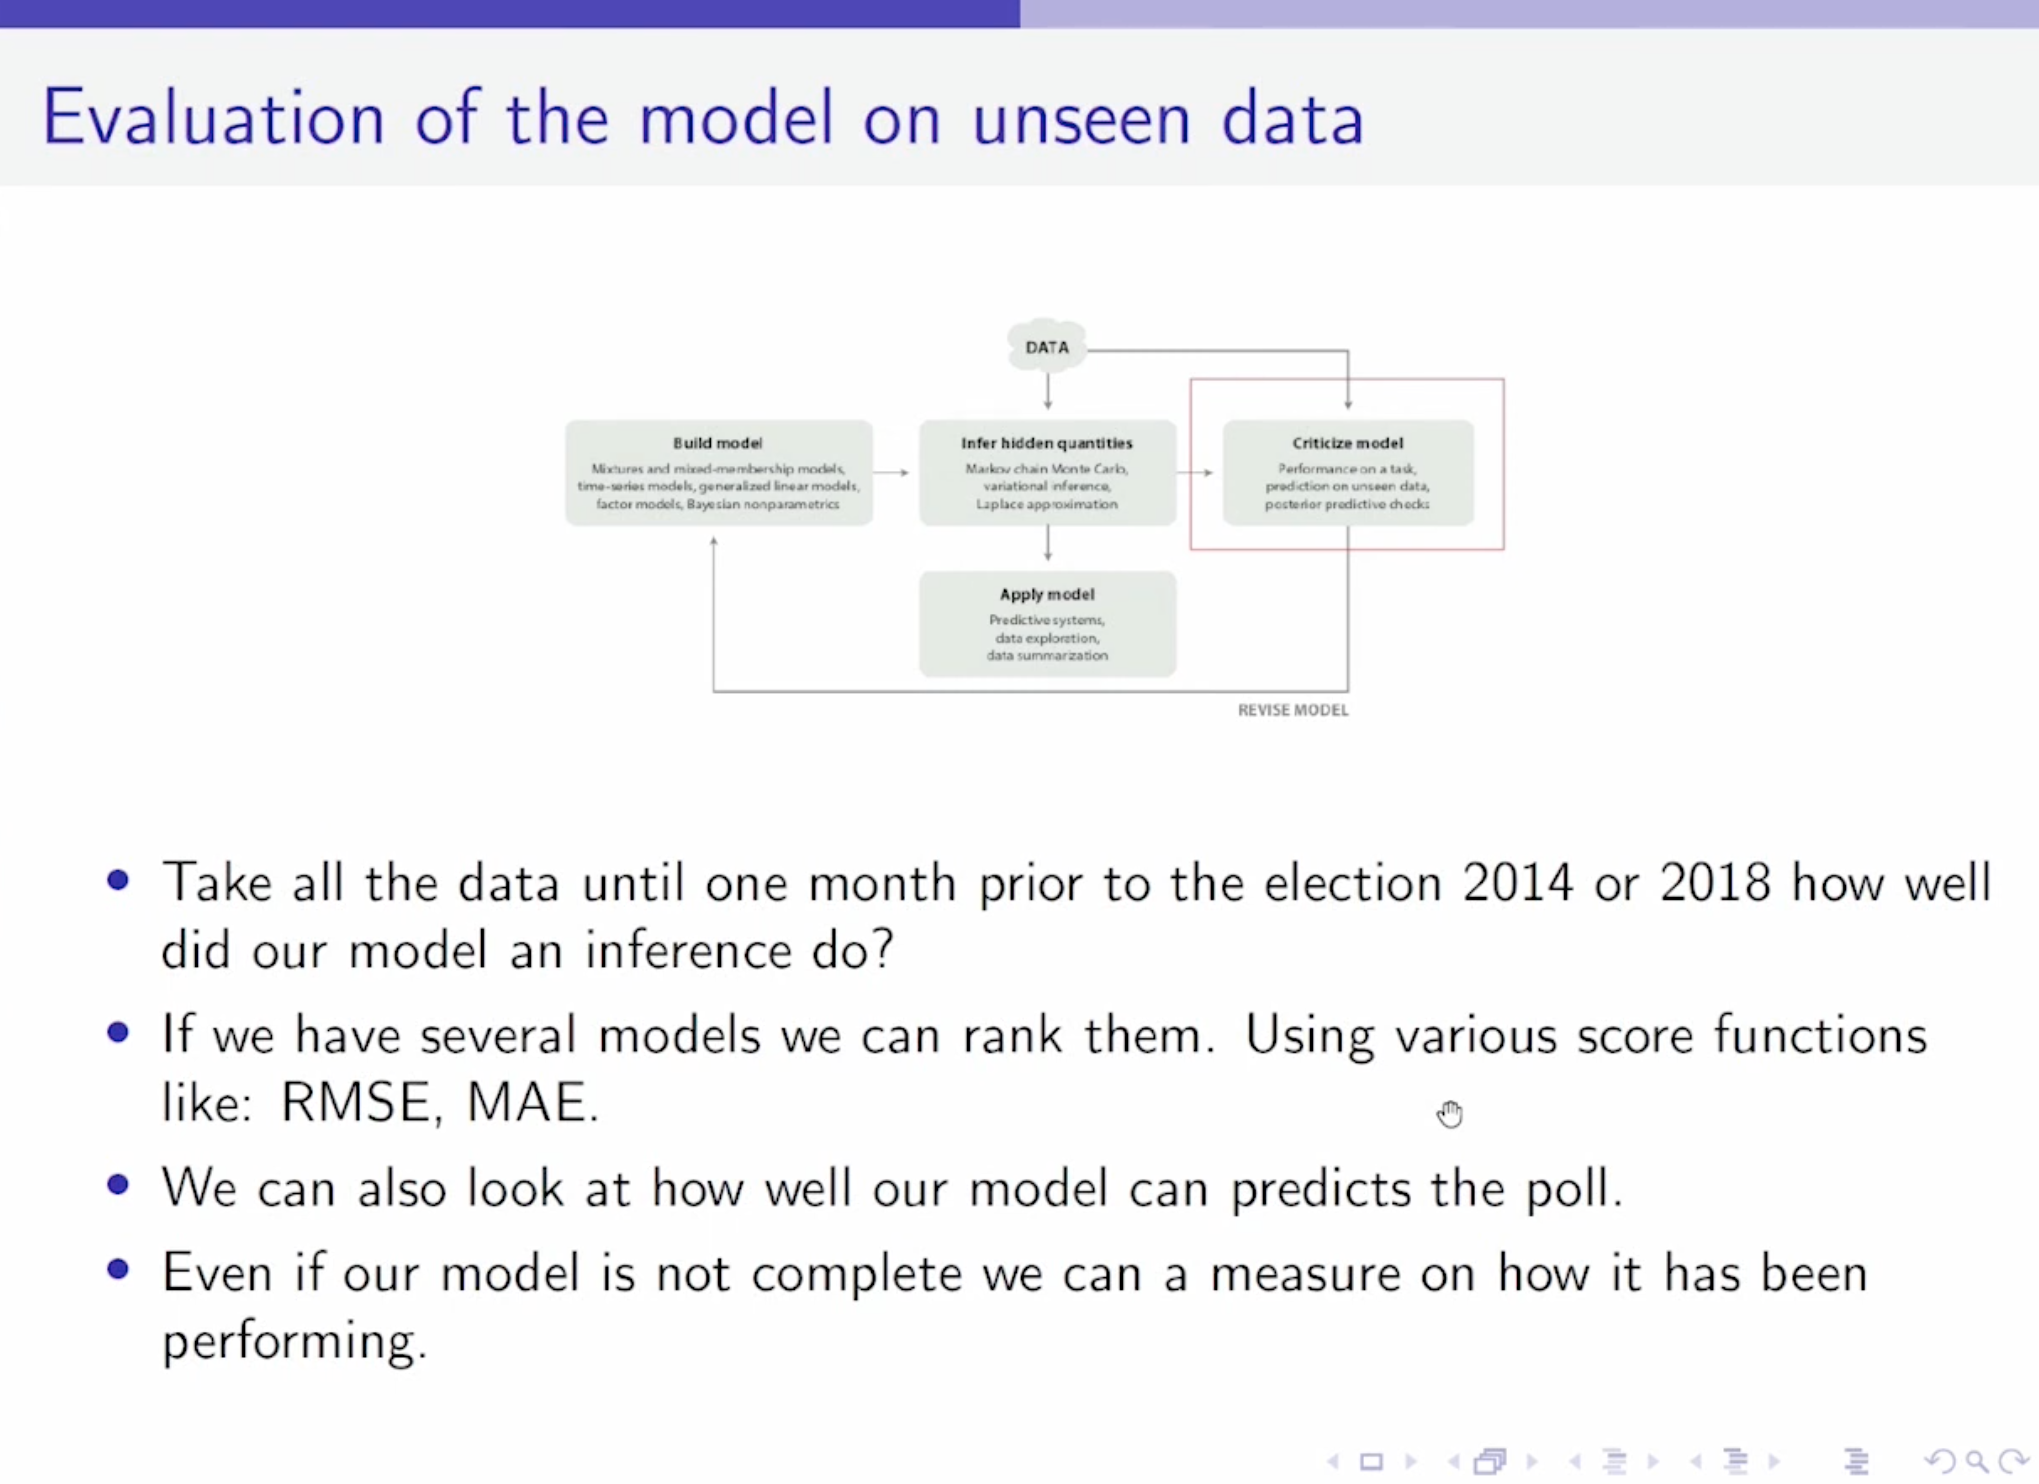 Evaluation of the model on unseen data
DATA
Build model
Mixtures and mixed-membership models,
time-series models, generalized linear models,
factor models, Bayesian nonparametrics
Infer hidden quantities
Markov chain Monte Carlo,
variational inference,
Laplace approximation
Criticize model
Performance on a task,
prediction on unseen data,
posterior predictive checks
Apply model
Predictive systems,
data exploration,
data summarization
REVISE MODEL
• Take all the data until one month prior to the election 2014 or 2018 how well
did our model an inference do?
• If we have several models we can rank them. Using various score functions
like: RMSE, MAE.
• We can also look at how well our model can predicts the poll.
• Even if our model is not complete we can a measure on how it has been
performing.